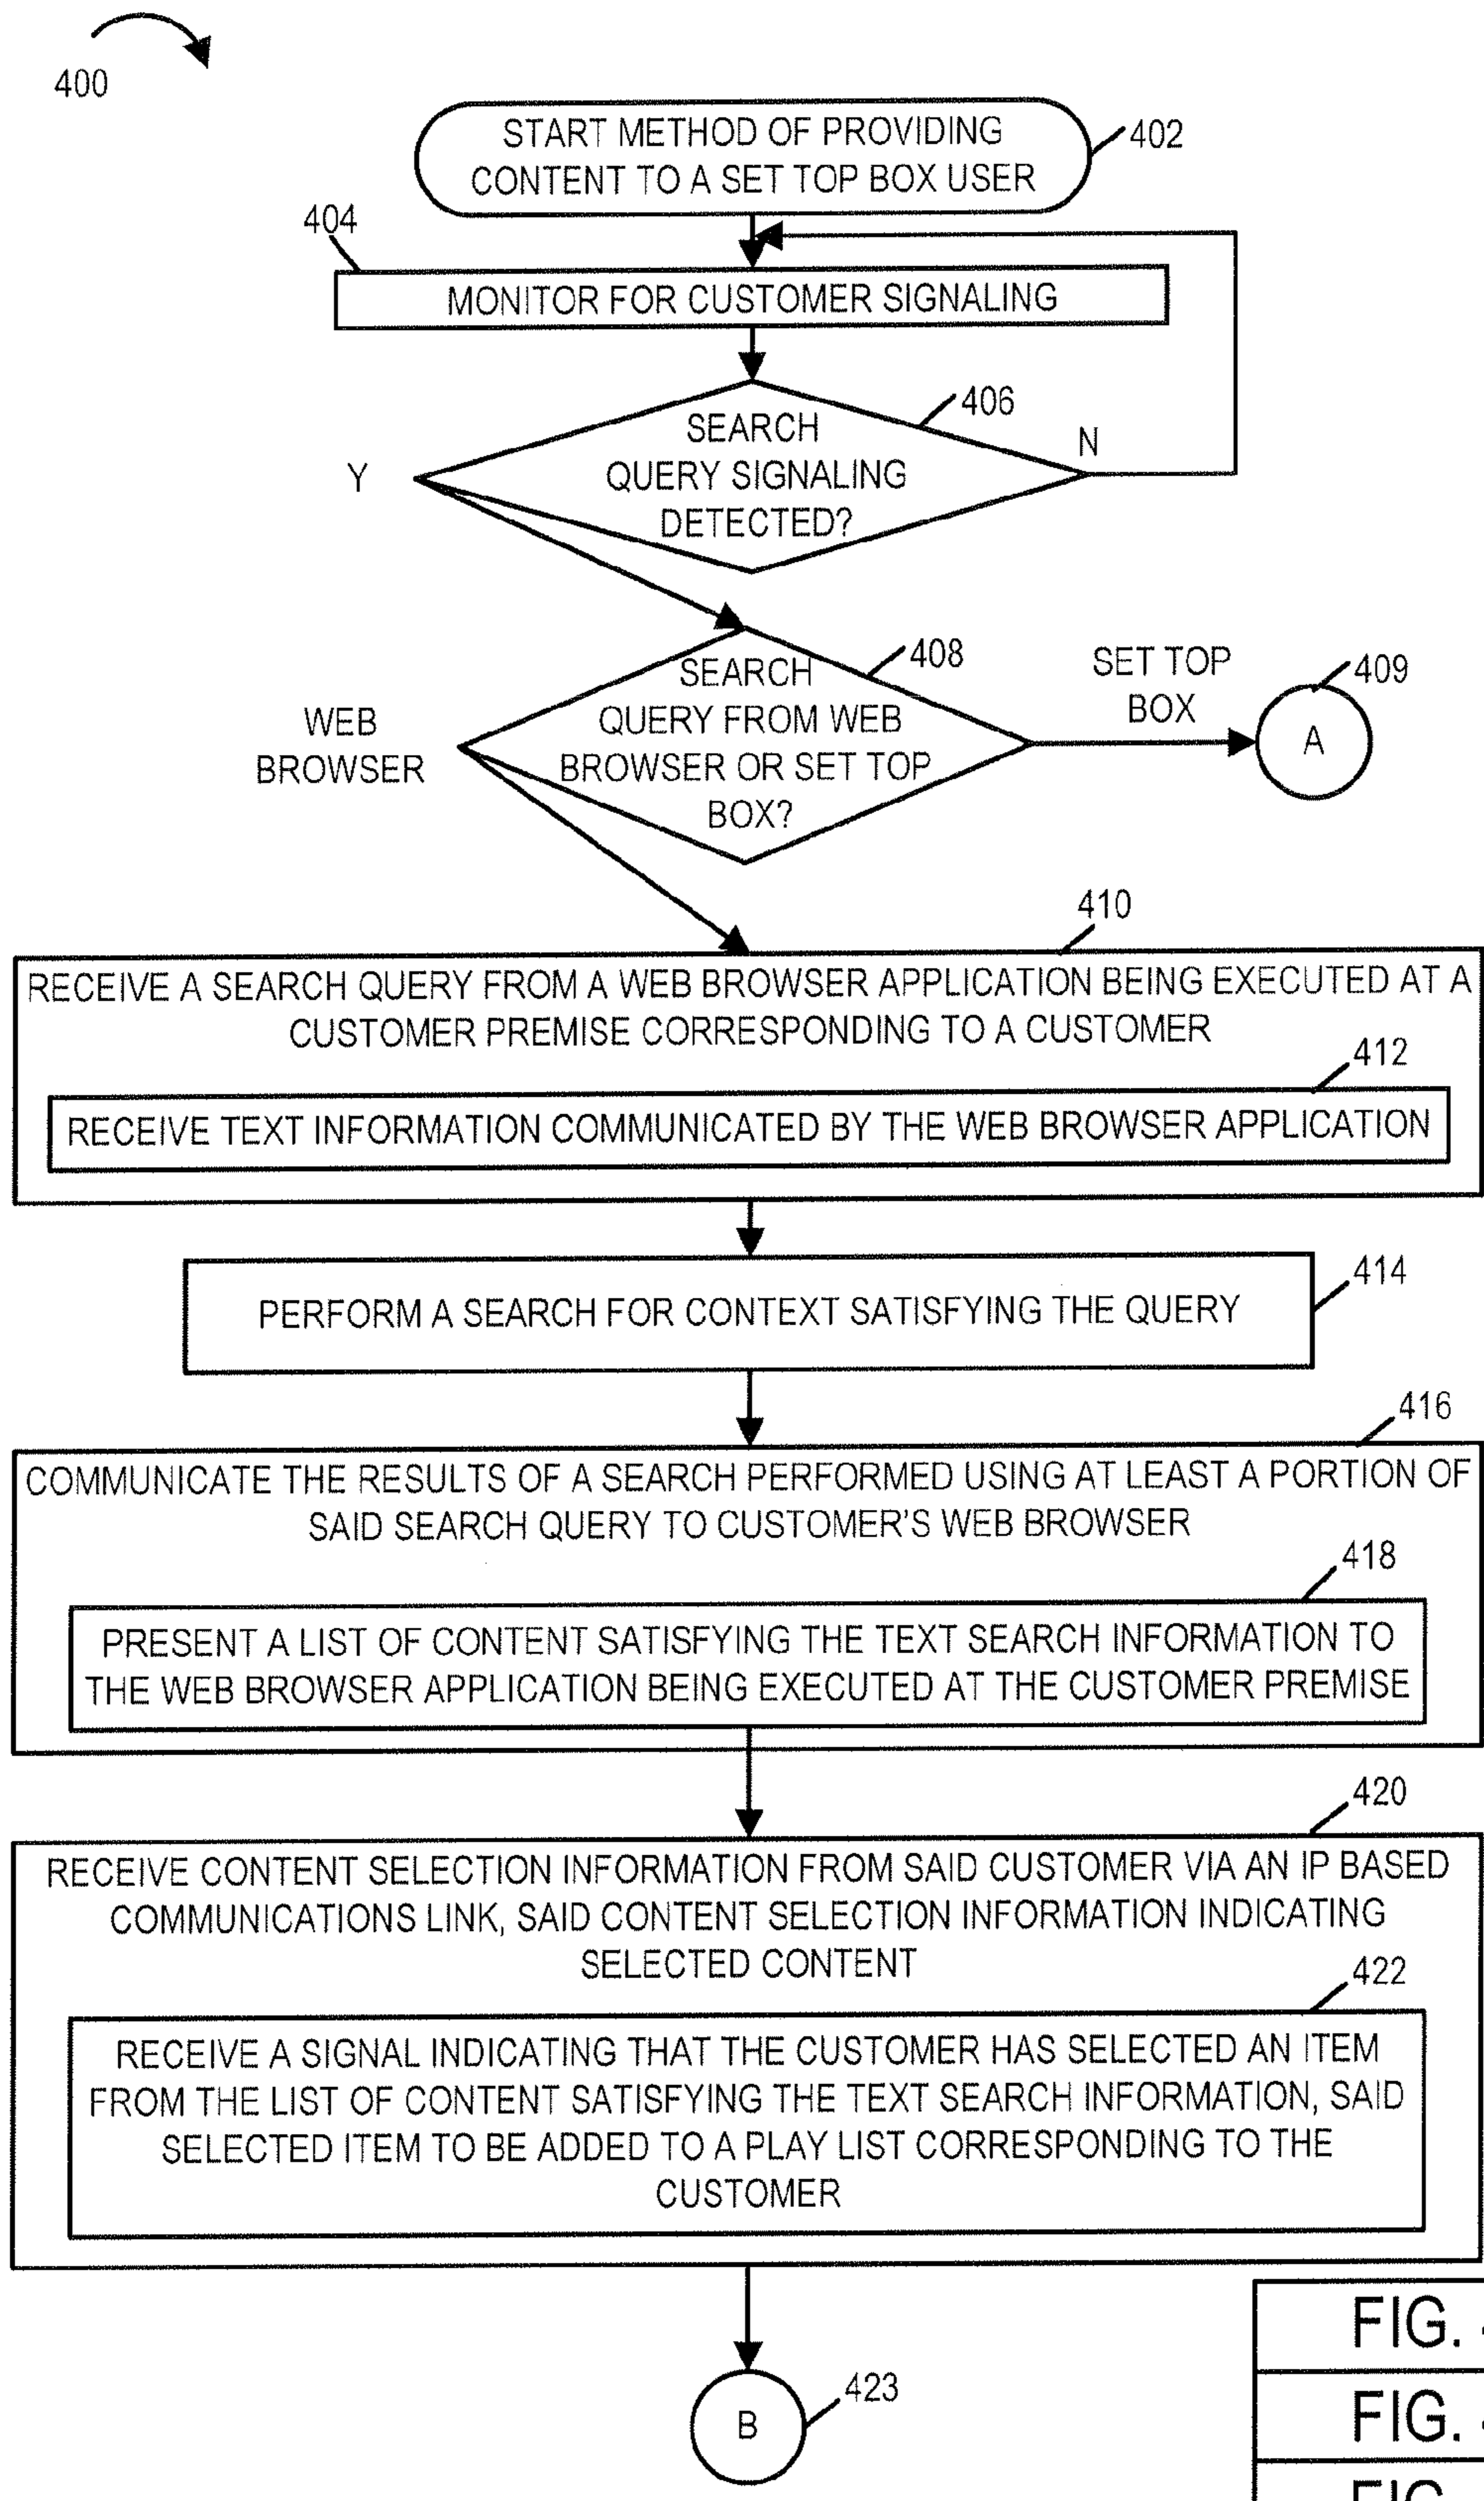 400
START METHOD OF PROVIDING
CONTENT TO A SET TOP BOX USER
402
404
MONITOR FOR CUSTOMER SIGNALING
406
SEARCH
QUERY SIGNALING
DETECTED?
Y
N
408
SEARCH
QUERY FROM WEB
BROWSER OR SET TOP
BOX?
WEB
BROWSER
SET TOP
BOX
409
A
410
RECEIVE A SEARCH QUERY FROM A WEB BROWSER APPLICATION BEING EXECUTED AT A
CUSTOMER PREMISE CORRESPONDING TO A CUSTOMER
412
RECEIVE TEXT INFORMATION COMMUNICATED BY THE WEB BROWSER APPLICATION
414
PERFORM A SEARCH FOR CONTEXT SATISFYING THE QUERY
416
COMMUNICATE THE RESULTS OF A SEARCH PERFORMED USING AT LEAST A PORTION OF
SAID SEARCH QUERY TO CUSTOMER'S WEB BROWSER
418
PRESENT A LIST OF CONTENT SATISFYING THE TEXT SEARCH INFORMATION TO
THE WEB BROWSER APPLICATION BEING EXECUTED AT THE CUSTOMER PREMISE
420
RECEIVE CONTENT SELECTION INFORMATION FROM SAID CUSTOMER VIA AN IP BASED
COMMUNICATIONS LINK, SAID CONTENT SELECTION INFORMATION INDICATING
SELECTED CONTENT
422
RECEIVE A SIGNAL INDICATING THAT THE CUSTOMER HAS SELECTED AN ITEM
FROM THE LIST OF CONTENT SATISFYING THE TEXT SEARCH INFORMATION, SAID
SELECTED ITEM TO BE ADDED TO A PLAY LIST CORRESPONDING TO THE
CUSTOMER
423
B
FIG.
FIG.
FIG.